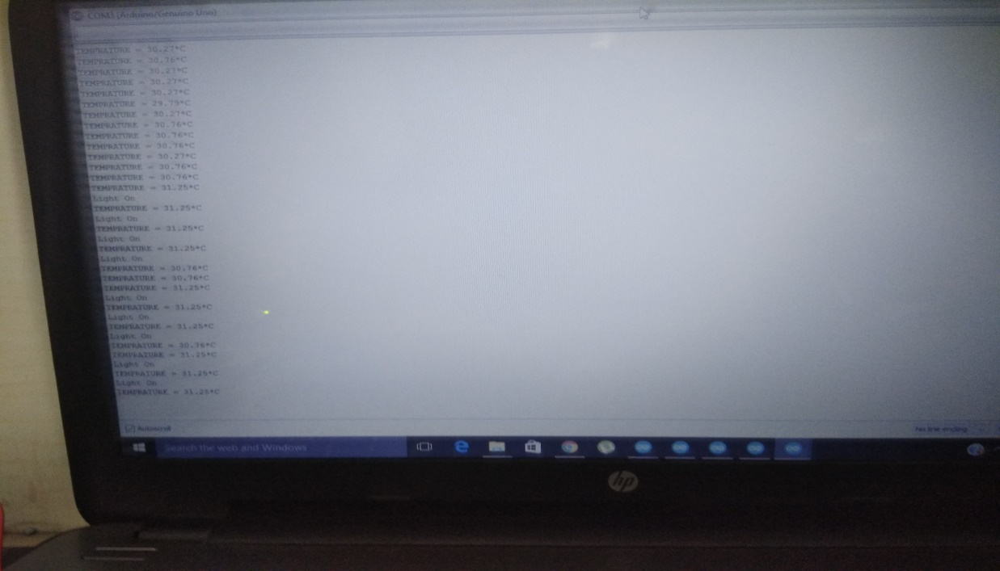 COM3 (Arduino/Genuino Uno)
TEMPRATURE = 30.27*C
TEMPRATURE = 30.76*C
TEMPRATURE = 30.27*C
TEMPRATURE = 30.27*C
TEMPRATURE = 30.27*C
TEMPRATURE = 29.79*C
TEMPRATURE = 30.27*C
TEMPRATURE = 30.76*C
TEMPRATURE = 30.76*C
TEMPRATURE = 30.76*C
TEMPRATURE = 30.27*C
TEMPRATURE = 30.76*C
TEMPRATURE = 30.76*C
TEMPRATURE = 31.25*C
Light On
TEMPRATURE = 31.25*C
Light On
TEMPRATURE = 31.25*C
Light On
TEMPRATURE = 31.25*C
Light On
TEMPRATURE = 30.76*C
TEMPRATURE = 30.76*C
TEMPRATURE = 31.25*C
Light On
TEMPRATURE = 31.25*C
Light On
TEMPRATURE = 31.25*C
Light On
TEMPRATURE = 30.76*C
TEMPRATURE = 31.25*C
Light On
TEMPRATURE = 31.25*C
Light On
TEMPRATURE = 31.25*C
Autoscroll
No line ending
Search the web and Windows
hp